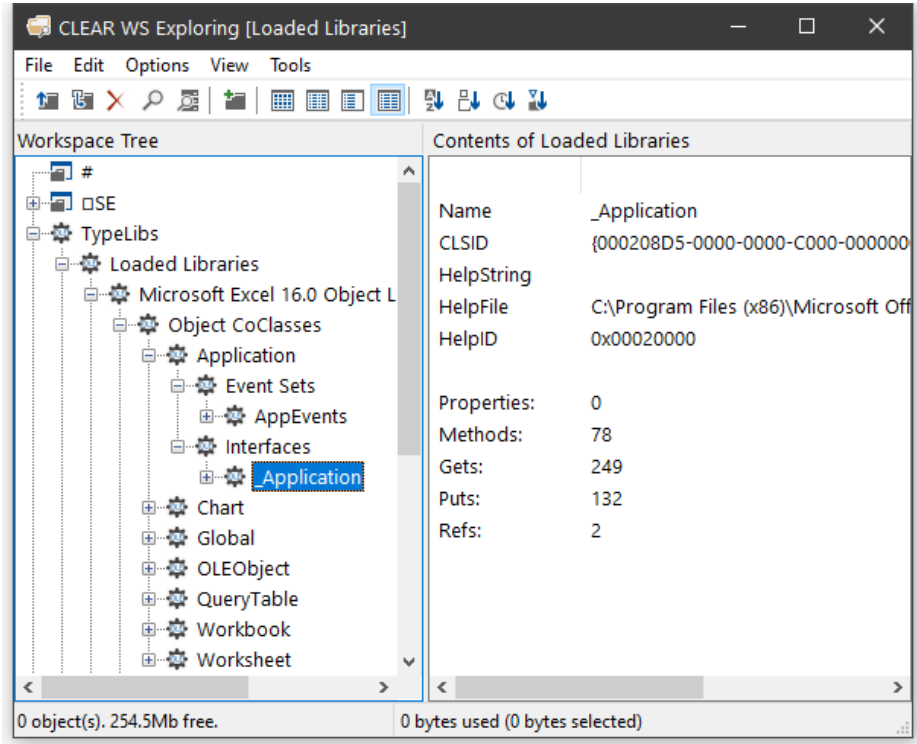 CLEAR WS Exploring [Loaded Libraries]
File Edit Options View Tools
Workspace Tree
#
□SE
TypeLibs
Loaded Libraries
Microsoft Excel 16.0 Object L
Object CoClasses
Application
Event Sets
AppEvents
Interfaces
_Application
Chart
Global
OLEObject
QueryTable
Workbook
Worksheet
Contents of Loaded Libraries
Name _Application
CLSID {000208D5-0000-0000-C000-000000
HelpString
HelpFile C:\Program Files (x86)\Microsoft Off
HelpID 0x00020000
Properties: 0
Methods: 78
Gets: 249
Puts: 132
Refs: 2
0 object(s). 254.5Mb free.
0 bytes used (0 bytes selected)